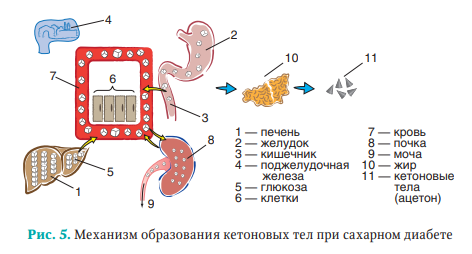 4
2
10
11
7
6
3
8
5
1
9
1 — печень
2 — желудок
3 — кишечник
4 — поджелудочная
железа
5 — глюкоза
6 — клетки
7 — кровь
8 — почка
9 — моча
10 — жир
11 — кетоновые
тела
(ацетон)
Рис. 5. Механизм образования кетоновых тел при сахарном диабете